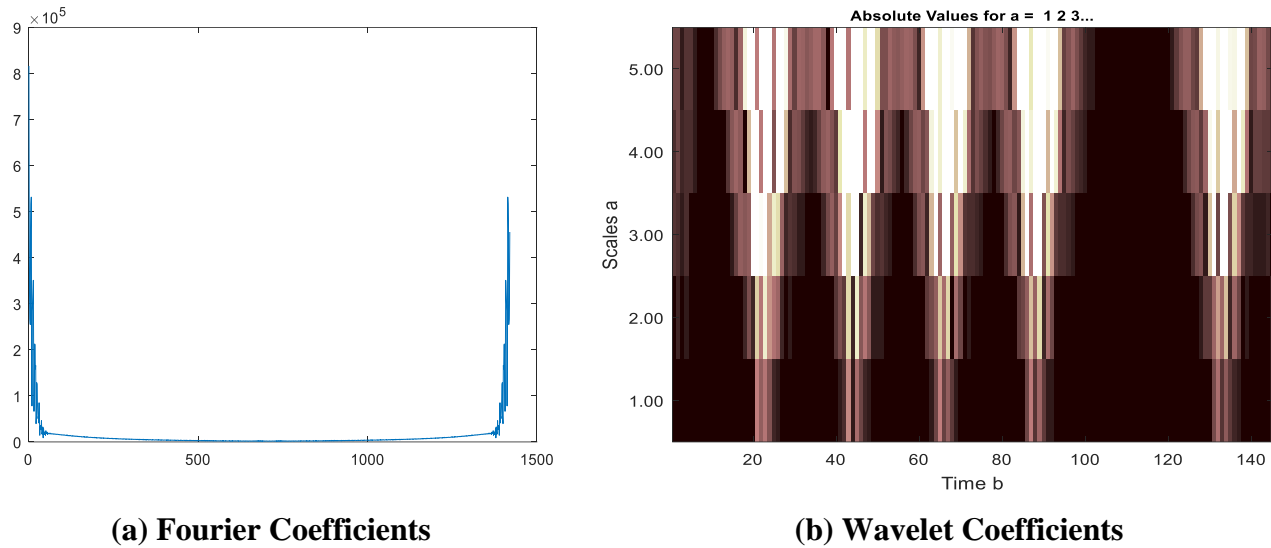 ×10^5
9
8
7
6
5
4
3
2
1
0
0 500 1000 1500
(a) Fourier Coefficients
Absolute Values for a = 1 2 3...
5.00
4.00
3.00
2.00
1.00
Scales a
20 40 60 80 100 120 140
Time b
(b) Wavelet Coefficients